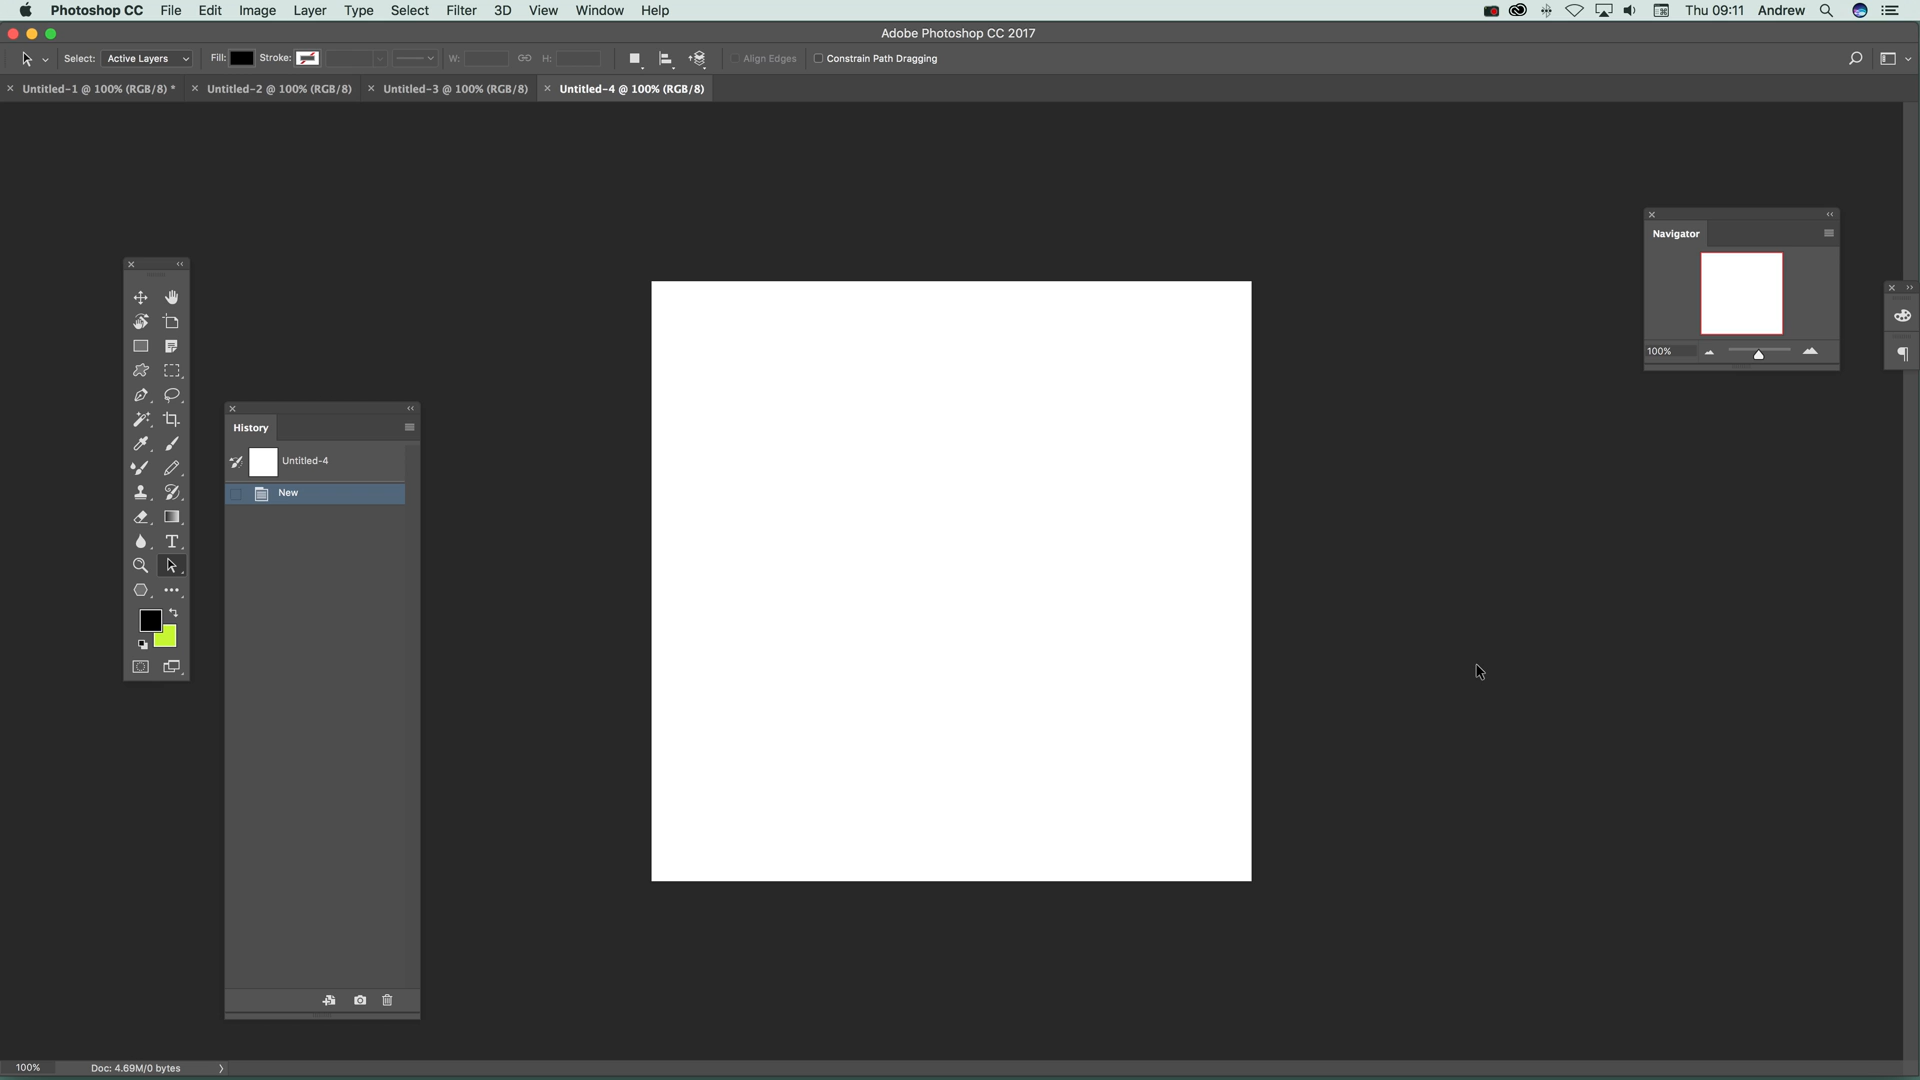 Photoshop CC File Edit Image Layer Type Select Filter 3D View Window Help Thu 09:11 Andrew
Adobe Photoshop CC 2017
Select: Active Layers Fill: Stroke: W: H: Align Edges Constrain Path Dragging
Untitled-1 @ 100% (RGB/8) * Untitled-2 @ 100% (RGB/8) Untitled-3 @ 100% (RGB/8) Untitled-4 @ 100% (RGB/8)
Navigator
100%
History
Untitled-4
New
100% Doc: 4.69M/0 bytes